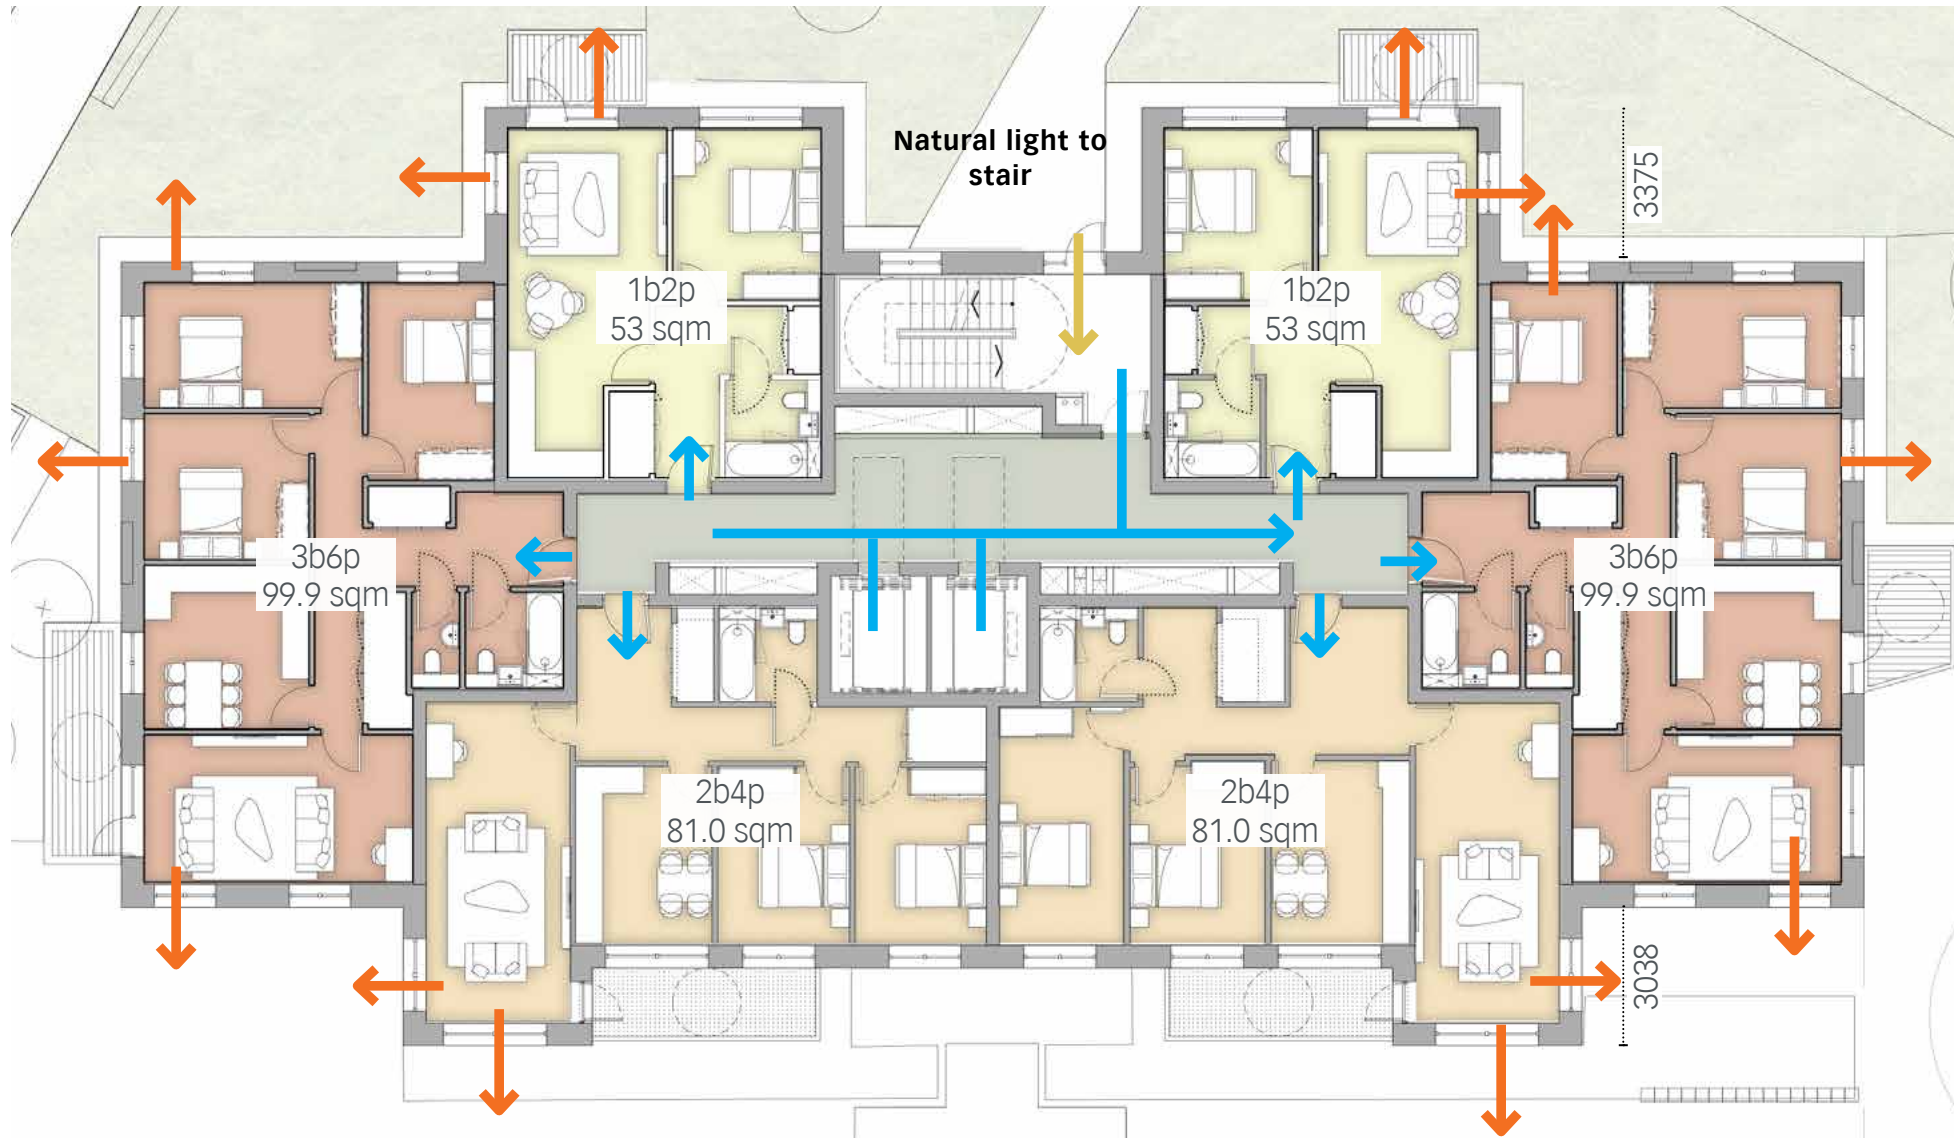 Natural light to
stair
3375
1b2p
53 sqm
1b2p
53 sqm
3b6p
99.9 sqm
3b6p
99.9 sqm
2b4p
81.0 sqm
2b4p
81.0 sqm
3038